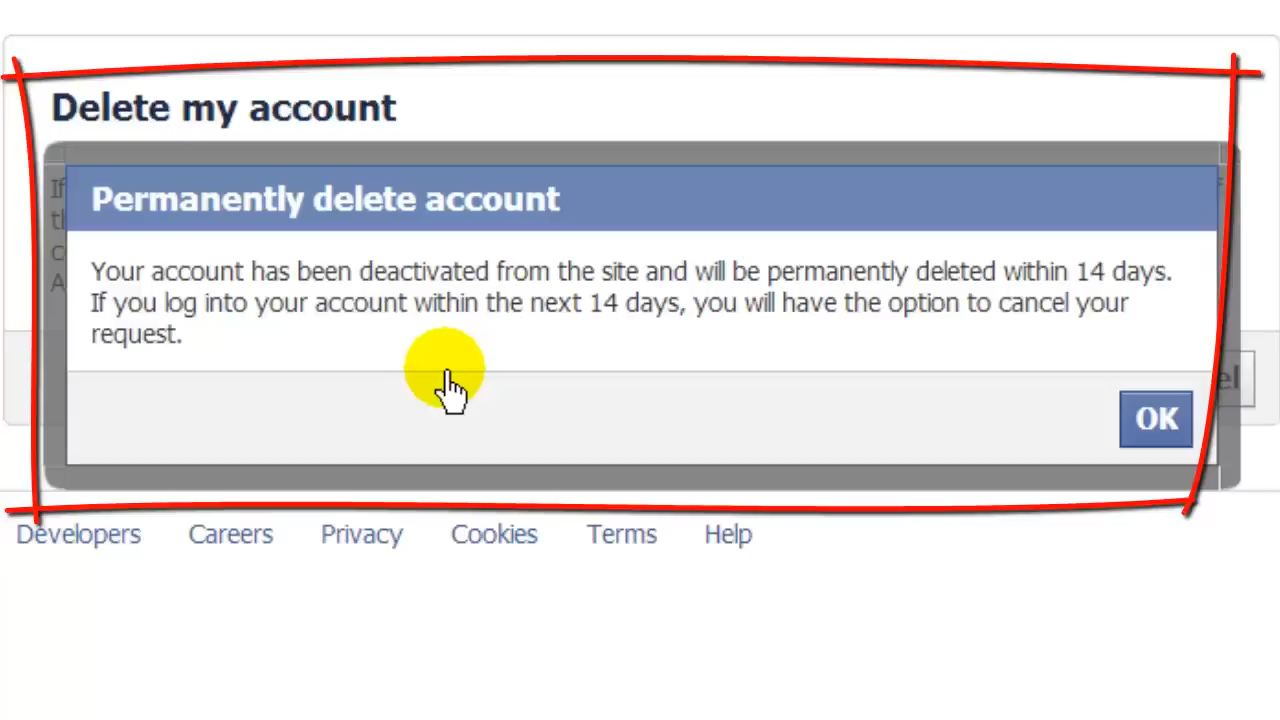 Delete my account
Permanently delete account
Your account has been deactivated from the site and will be permanently deleted within 14 days.
If you log into your account within the next 14 days, you will have the option to cancel your
request.
OK
Developers Careers Privacy Cookies Terms Help